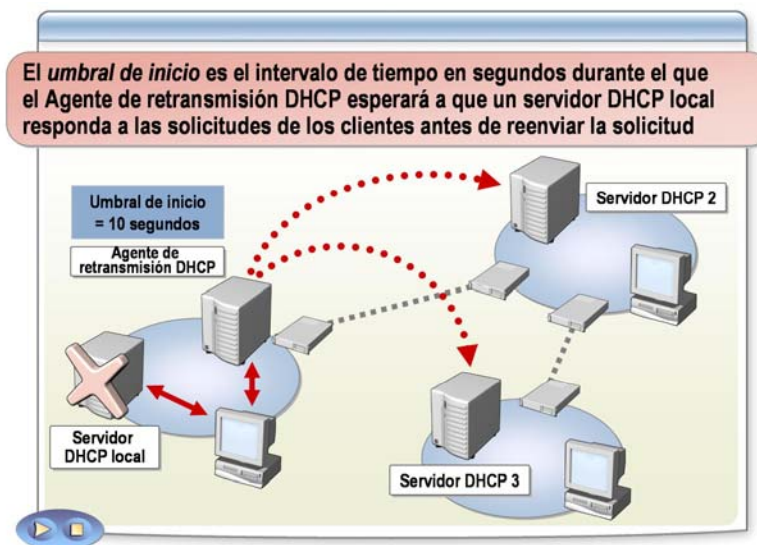 El umbral de inicio es el intervalo de tiempo en segundos durante el que
el Agente de retransmisión DHCP esperará a que un servidor DHCP local
responda a las solicitudes de los clientes antes de reenviar la solicitud
Umbral de inicio
= 10 segundos
Agente de
retransmisión DHCP
Servidor DHCP 2
Servidor
DHCP local
Servidor DHCP 3